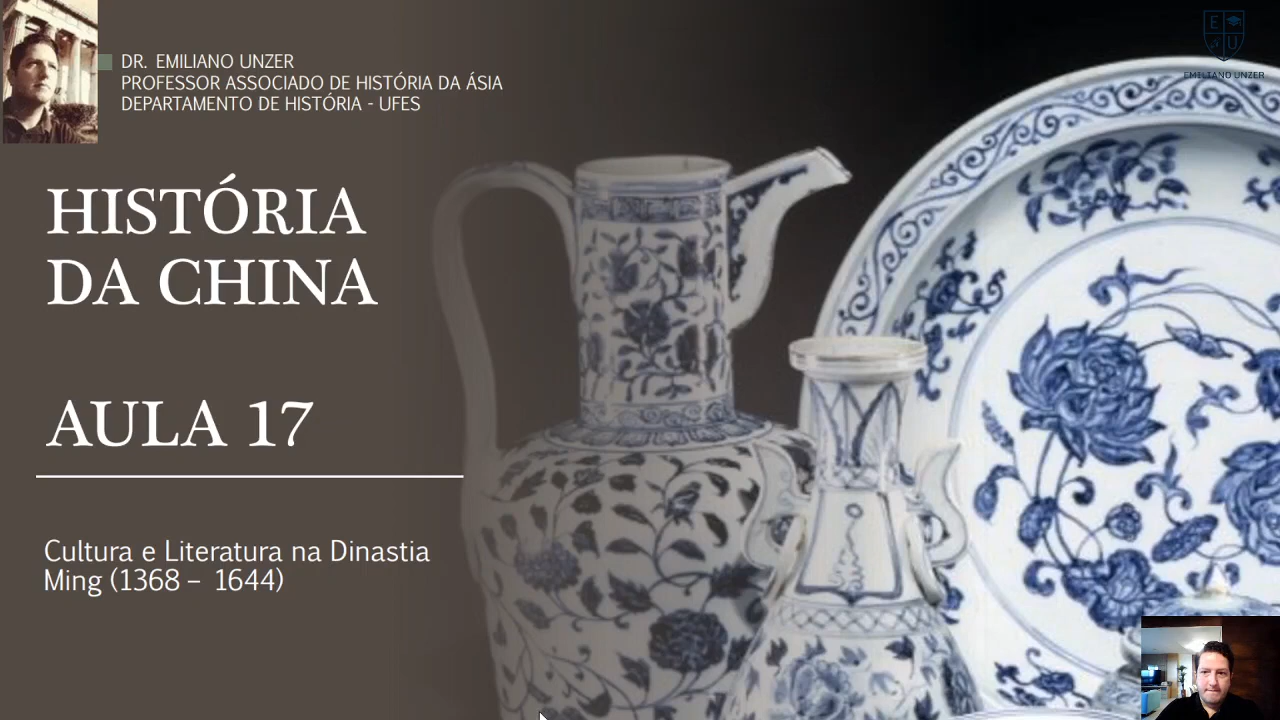 DR. EMILIANO UNZER
PROFESSOR ASSOCIADO DE HISTÓRIA DA ÁSIA
DEPARTAMENTO DE HISTÓRIA - UFES
E
U
EMILIANO UNZER
HISTÓRIA
DA CHINA
AULA 17
Cultura e Literatura na Dinastia
Ming (1368 – 1644)